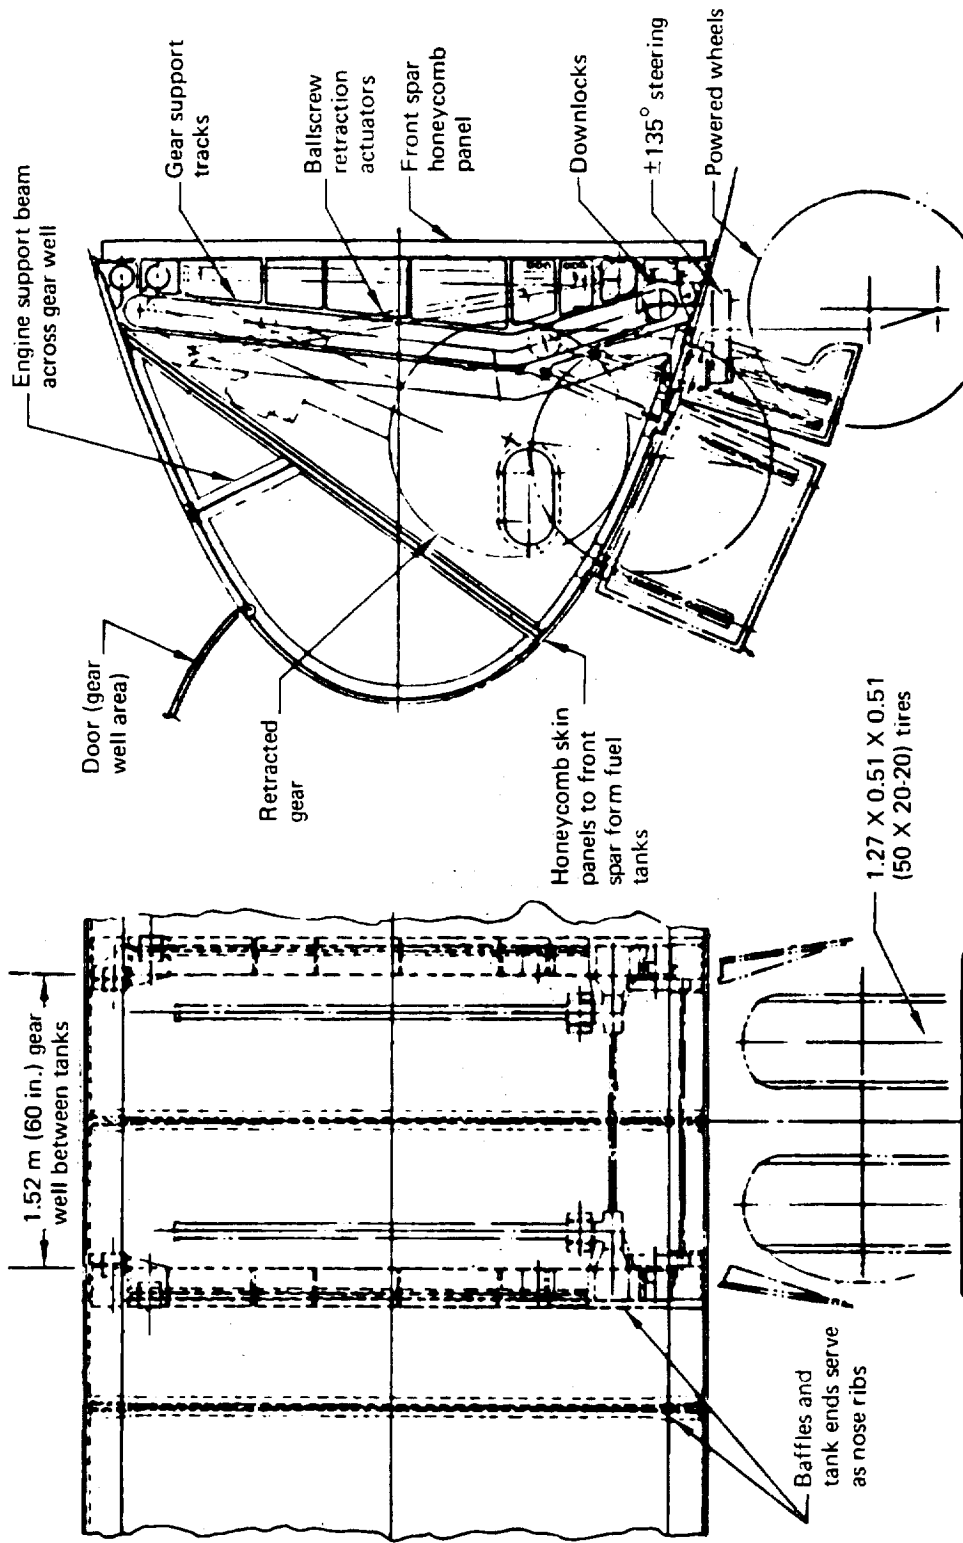 1.52 m (60 in.) gear
well between tanks
Baffles and
tank ends serve
as nose ribs
1.27 X 0.51 X 0.51
(50 X 20-20) tires
Door (gear
well area)
Engine support beam
across gear well
Gear support
tracks
Ballscrew
retraction
actuators
Front spar
honeycomb
panel
Downlocks
±135° steering
Powered wheels
Retracted
gear
Honeycomb skin
panels to front
spar form fuel
tanks